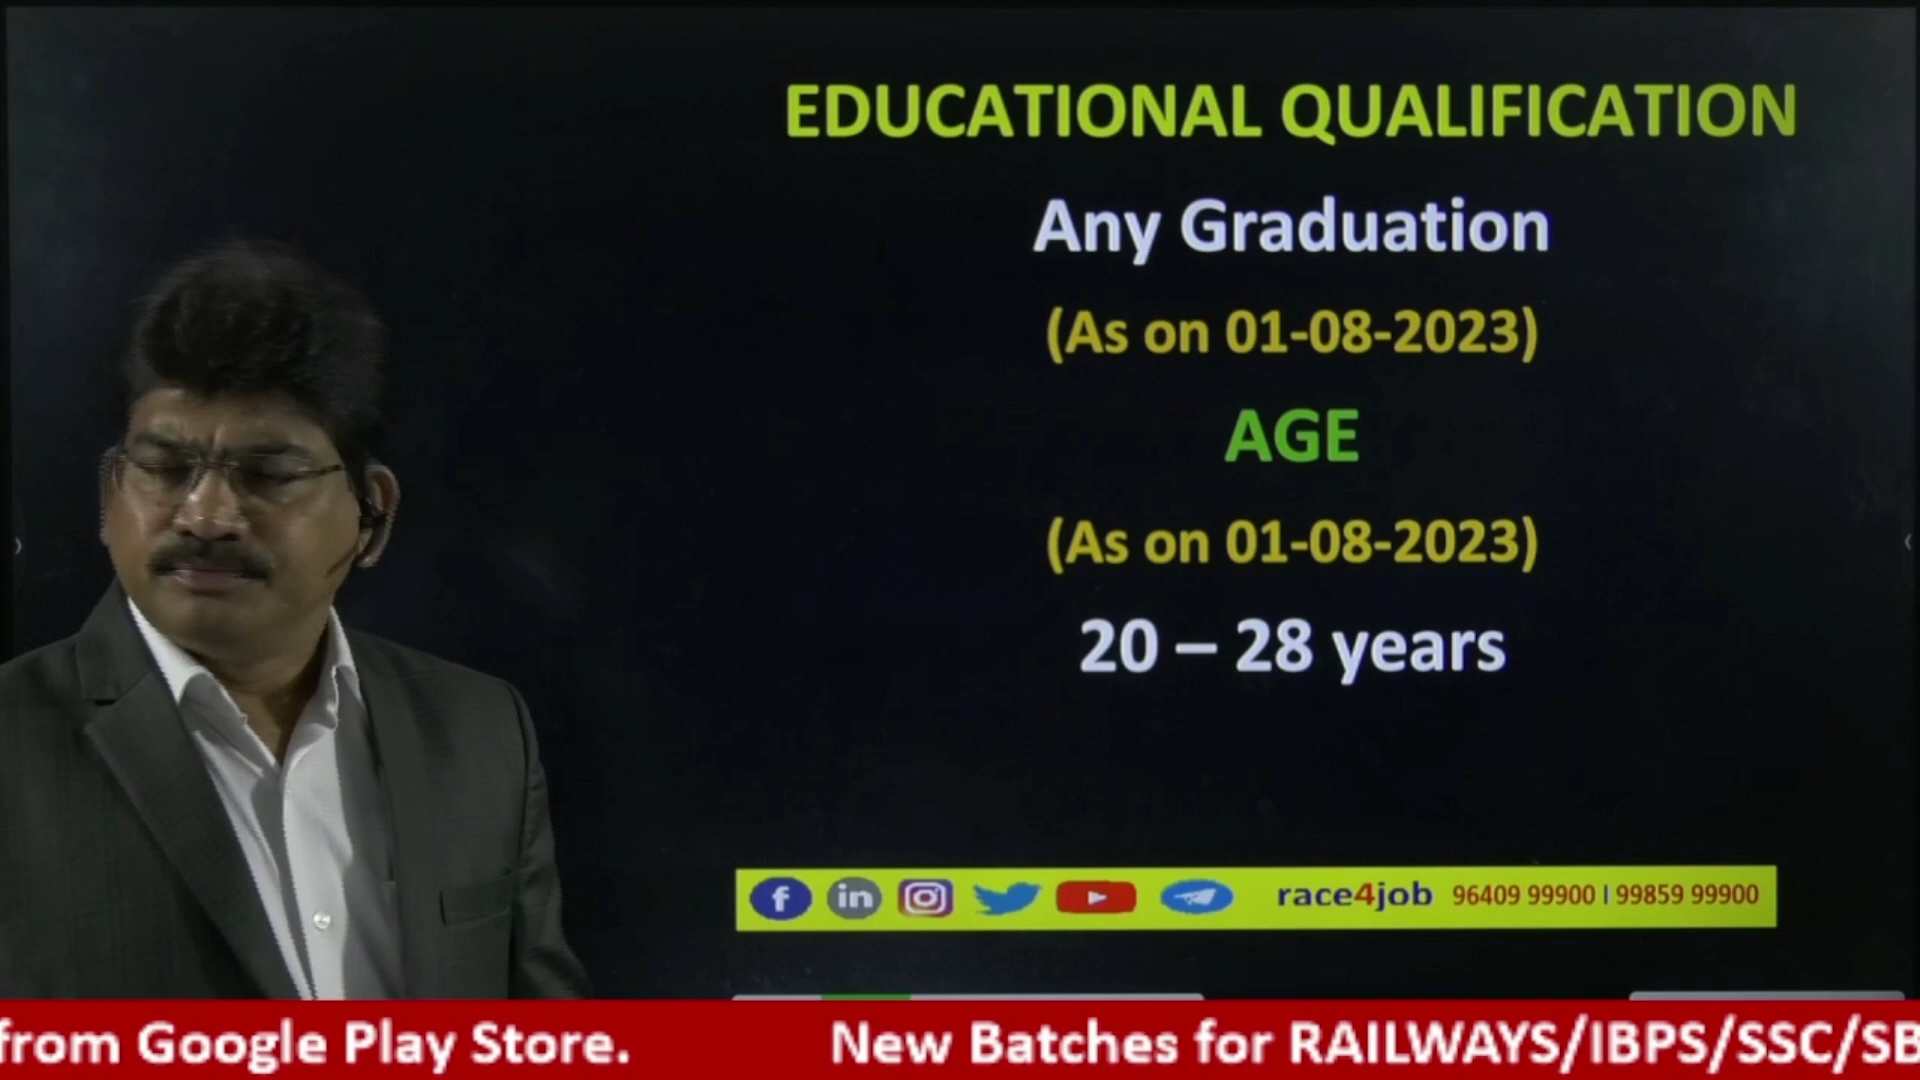 EDUCATIONAL QUALIFICATION
Any Graduation
(As on 01-08-2023)
AGE
(As on 01-08-2023)
20 – 28 years
f in race4job 96409 99900 I 99859 99900
from Google Play Store. New Batches for RAILWAYS/IBPS/SSC/SB